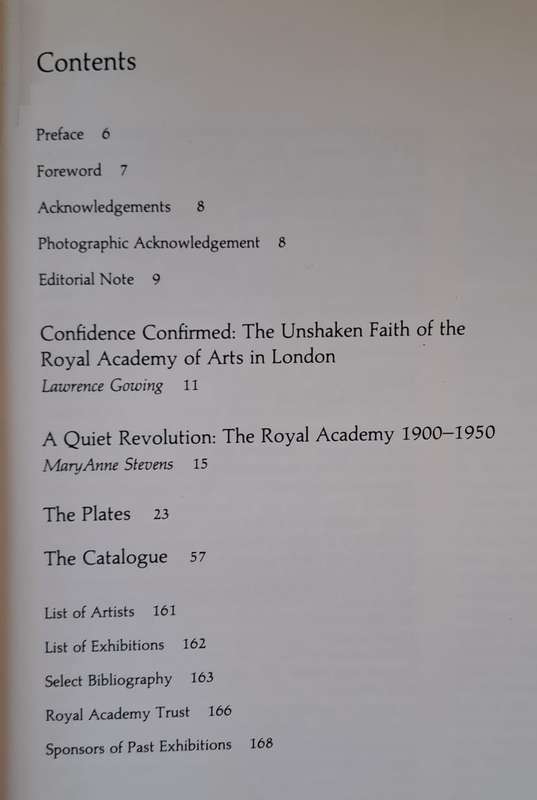 Contents
Preface 6
Foreword 7
Acknowledgements 8
Photographic Acknowledgement 8
Editorial Note 9
Confidence Confirmed: The Unshaken Faith of the
Royal Academy of Arts in London
Lawrence Gowing 11
A Quiet Revolution: The Royal Academy 1900–1950
MaryAnne Stevens 15
The Plates 23
The Catalogue 57
List of Artists 161
List of Exhibitions 162
Select Bibliography 163
Royal Academy Trust 166
Sponsors of Past Exhibitions 168